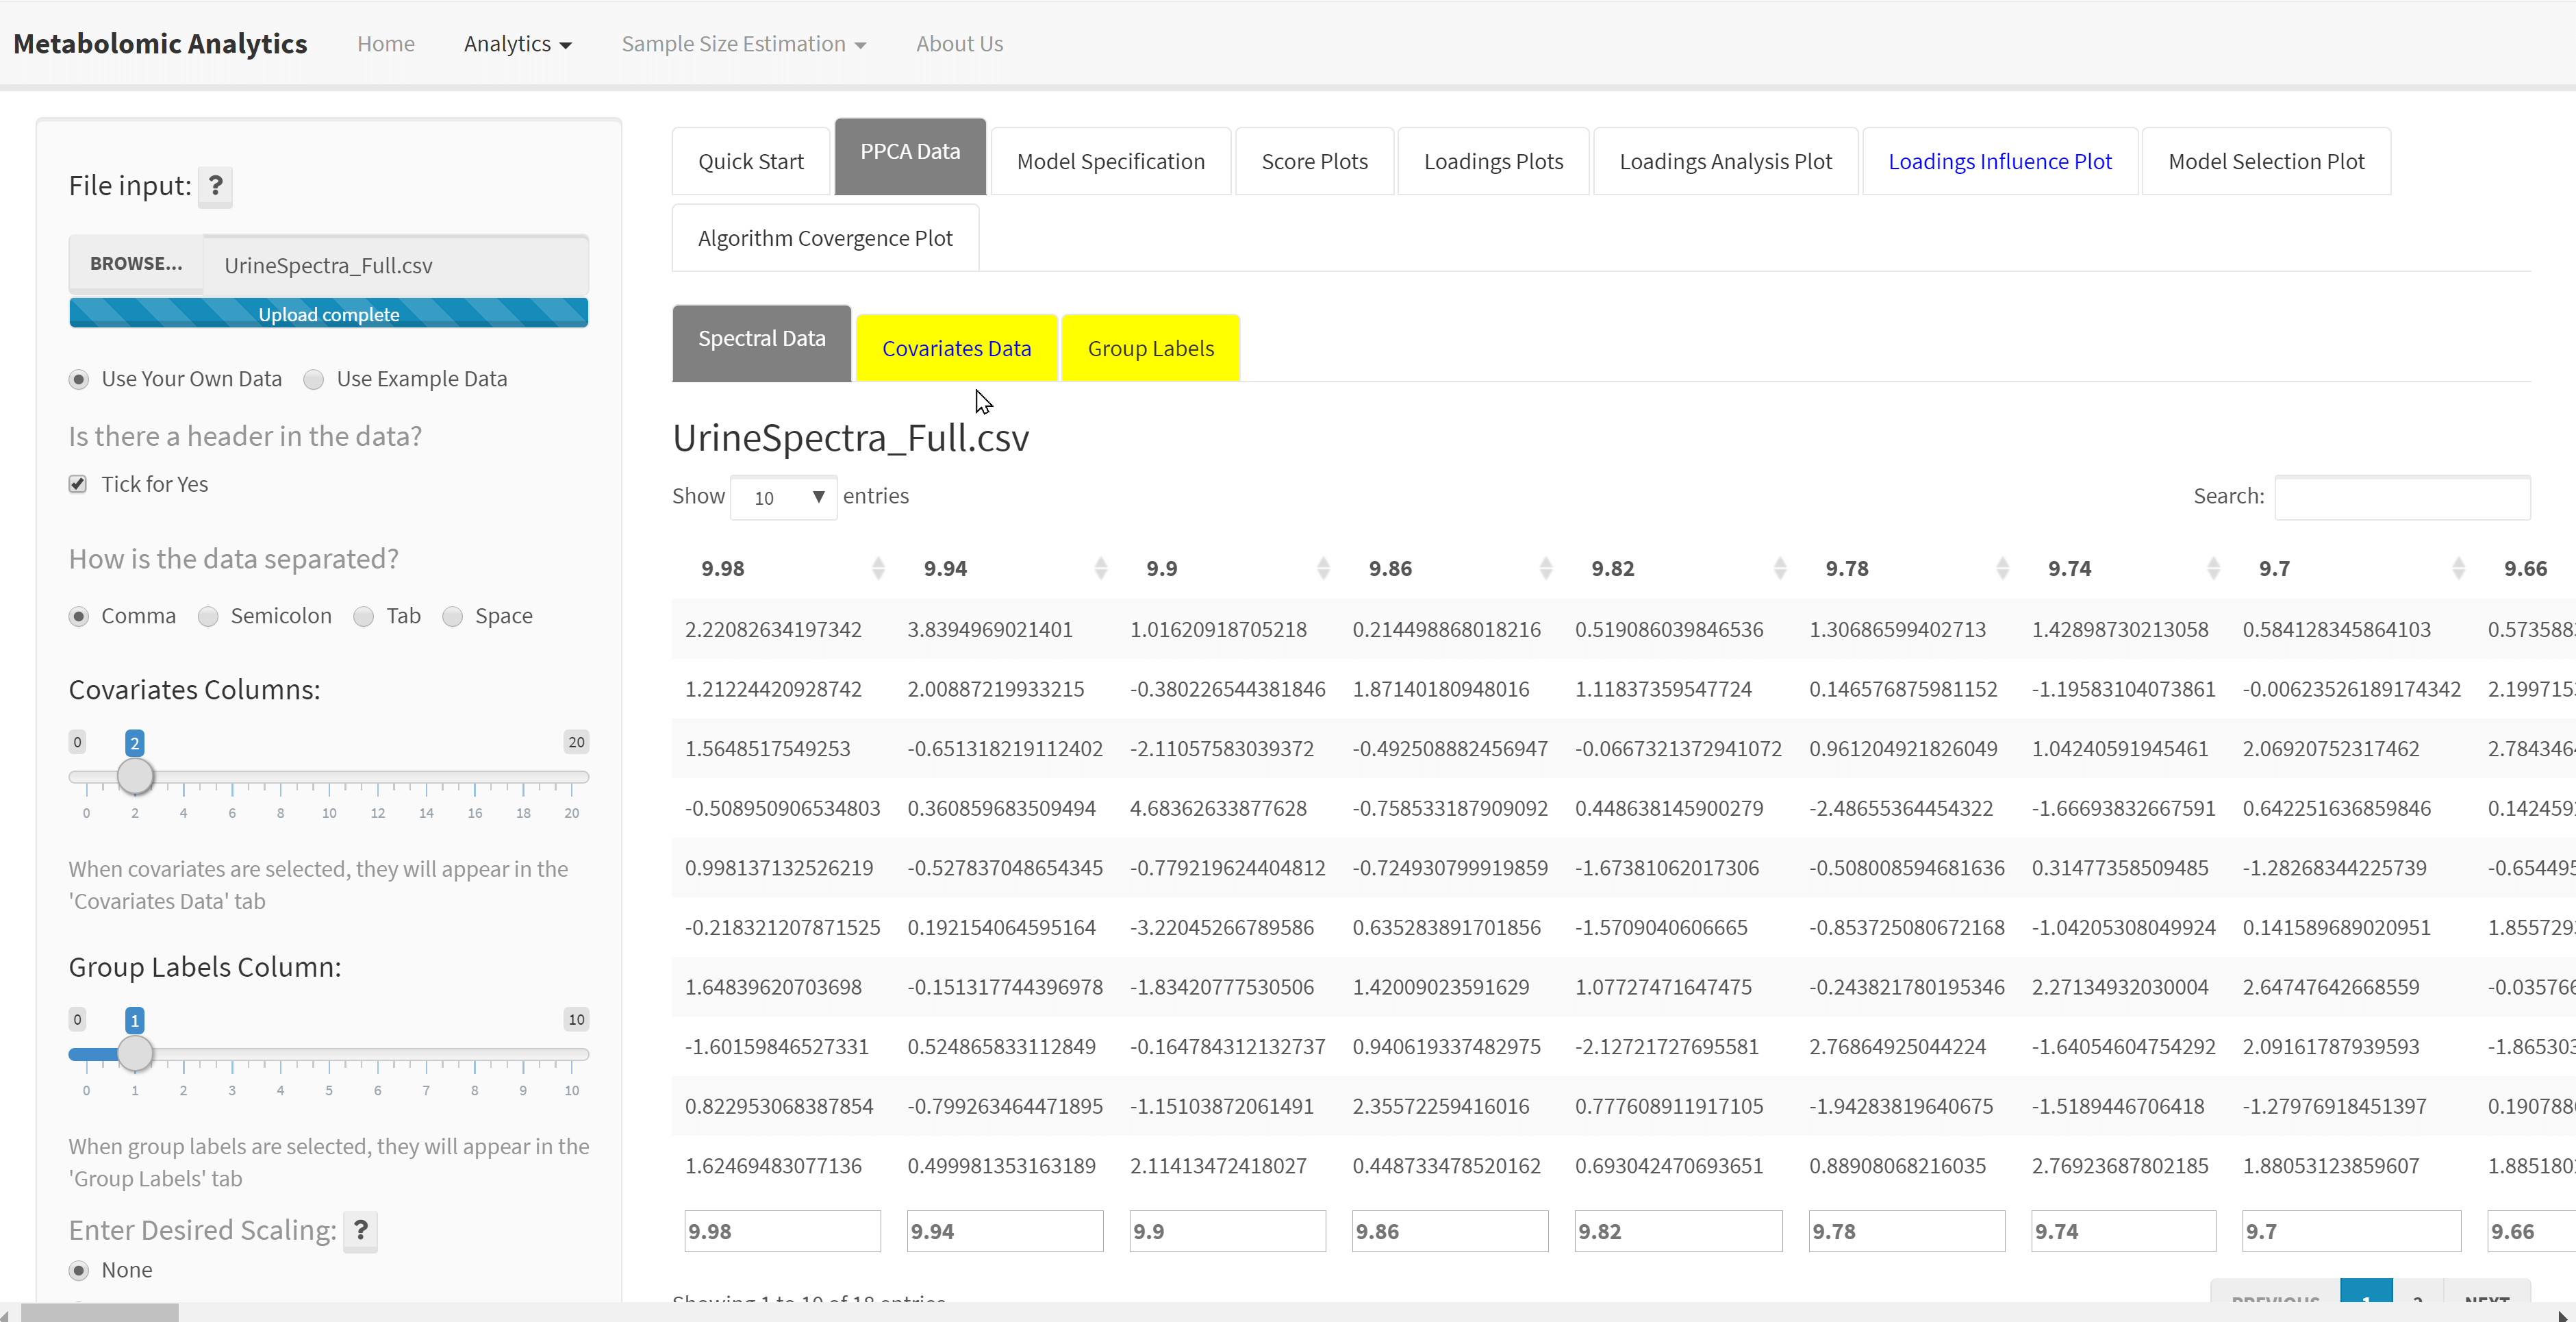 Metabolomic Analytics Home Analytics Sample Size Estimation About Us
File input: ?
BROWSE... UrineSpectra_Full.csv
Upload complete
Use Your Own Data Use Example Data
Is there a header in the data?
Tick for Yes
How is the data separated?
Comma Semicolon Tab Space
Covariates Columns:
0 2 20
0 2 4 6 8 10 12 14 16 18 20
When covariates are selected, they will appear in the
'Covariates Data' tab
Group Labels Column:
0 1 10
0 1 2 3 4 5 6 7 8 9 10
When group labels are selected, they will appear in the
'Group Labels' tab
Enter Desired Scaling: ?
None
Quick Start PPCA Data Model Specification Score Plots Loadings Plots Loadings Analysis Plot Loadings Influence Plot Model Selection Plot
Algorithm Covergence Plot
Spectral Data Covariates Data Group Labels
UrineSpectra_Full.csv
Show 10 entries Search:
9.98 9.94 9.9 9.86 9.82 9.78 9.74 9.7 9.66
2.22082634197342 3.8394969021401 1.01620918705218 0.214498868018216 0.519086039846536 1.30686599402713 1.42898730213058 0.584128345864103 0.573588
1.21224420928742 2.00887219933215 -0.380226544381846 1.87140180948016 1.11837359547724 0.146576875981152 -1.19583104073861 -0.00623526189174342 2.199715
1.5648517549253 -0.651318219112402 -2.11057583039372 -0.492508882456947 -0.0667321372941072 0.961204921826049 1.04240591945461 2.06920752317462 2.784346
-0.508950906534803 0.360859683509494 4.68362633877628 -0.758533187909092 0.448638145900279 -2.48655364454322 -1.66693832667591 0.642251636859846 0.142459
0.998137132526219 -0.527837048654345 -0.779219624404812 -0.724930799919859 -1.67381062017306 -0.508008594681636 0.31477358509485 -1.28268344225739 -0.654495
-0.218321207871525 0.192154064595164 -3.22045266789586 0.635283891701856 -1.5709040606665 -0.853725080672168 -1.04205308049924 0.141589689020951 1.855729
1.64839620703698 -0.151317744396978 -1.83420777530506 1.42009023591629 1.07727471647475 -0.243821780195346 2.27134932030004 2.64747642668559 -0.035766
-1.60159846527331 0.524865833112849 -0.164784312132737 0.940619337482975 -2.12721727695581 2.76864925044224 -1.64054604754292 2.09161787939593 -1.865303
0.822953068387854 -0.799263464471895 -1.15103872061491 2.35572259416016 0.777608911917105 -1.94283819640675 -1.5189446706418 -1.27976918451397 0.190788
1.62469483077136 0.499981353163189 2.11413472418027 0.448733478520162 0.693042470693651 0.88908068216035 2.76923687802185 1.88053123859607 1.885180
9.98 9.94 9.9 9.86 9.82 9.78 9.74 9.7 9.66
Showing 1 to 10 of 18 entries PREVIOUS 1 2 NEXT